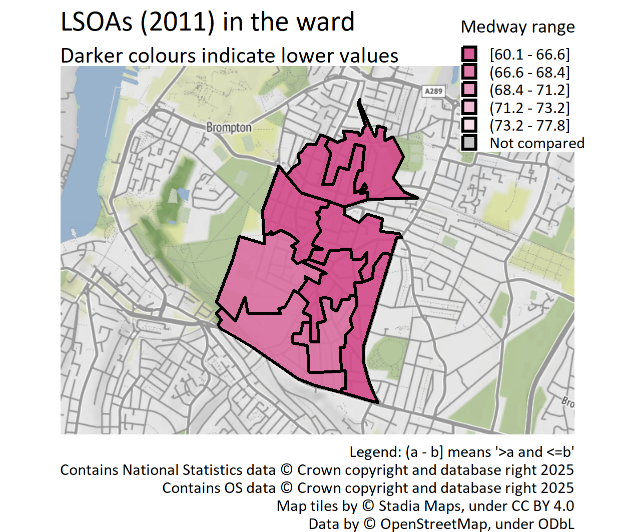 LSOAs (2011) in the ward
Darker colours indicate lower values
Medway range
[60.1 - 66.6]
(66.6 - 68.4]
(68.4 - 71.2]
(71.2 - 73.2]
(73.2 - 77.8]
Not compared
A289
Brompton
Bro
Legend: (a - b] means '>a and <=b'
Contains National Statistics data © Crown copyright and database right 2025
Contains OS data © Crown copyright and database right 2025
Map tiles by © Stadia Maps, under CC BY 4.0
Data by © OpenStreetMap, under ODbL